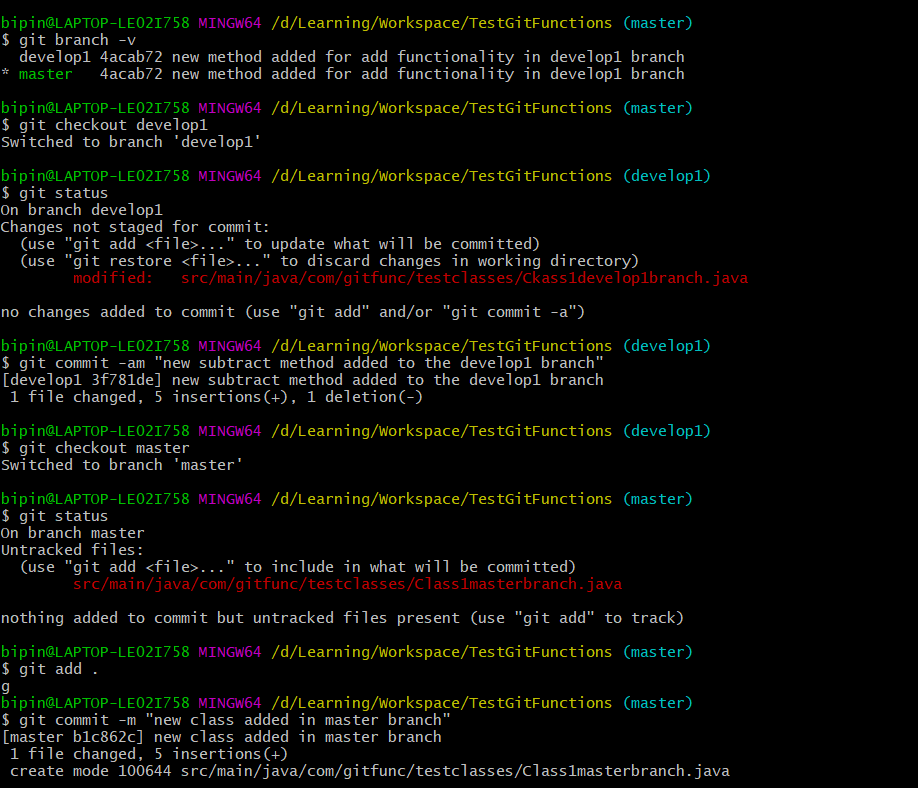 bipin@LAPTOP-LE02I758 MINGW64 /d/Learning/Workspace/TestGitFunctions (master)
$ git branch -v
  develop1 4acab72 new method added for add functionality in develop1 branch
* master   4acab72 new method added for add functionality in develop1 branch

bipin@LAPTOP-LE02I758 MINGW64 /d/Learning/Workspace/TestGitFunctions (master)
$ git checkout develop1
Switched to branch 'develop1'

bipin@LAPTOP-LE02I758 MINGW64 /d/Learning/Workspace/TestGitFunctions (develop1)
$ git status
On branch develop1
Changes not staged for commit:
  (use "git add <file>..." to update what will be committed)
  (use "git restore <file>..." to discard changes in working directory)
        modified:   src/main/java/com/gitfunc/testclasses/Ckass1develop1branch.java

no changes added to commit (use "git add" and/or "git commit -a")

bipin@LAPTOP-LE02I758 MINGW64 /d/Learning/Workspace/TestGitFunctions (develop1)
$ git commit -am "new subtract method added to the develop1 branch"
[develop1 3f781de] new subtract method added to the develop1 branch
 1 file changed, 5 insertions(+), 1 deletion(-)

bipin@LAPTOP-LE02I758 MINGW64 /d/Learning/Workspace/TestGitFunctions (develop1)
$ git checkout master
Switched to branch 'master'

bipin@LAPTOP-LE02I758 MINGW64 /d/Learning/Workspace/TestGitFunctions (master)
$ git status
On branch master
Untracked files:
  (use "git add <file>..." to include in what will be committed)
        src/main/java/com/gitfunc/testclasses/Class1masterbranch.java

nothing added to commit but untracked files present (use "git add" to track)

bipin@LAPTOP-LE02I758 MINGW64 /d/Learning/Workspace/TestGitFunctions (master)
$ git add .
g
bipin@LAPTOP-LE02I758 MINGW64 /d/Learning/Workspace/TestGitFunctions (master)
$ git commit -m "new class added in master branch"
[master b1c862c] new class added in master branch
 1 file changed, 5 insertions(+)
 create mode 100644 src/main/java/com/gitfunc/testclasses/Class1masterbranch.java